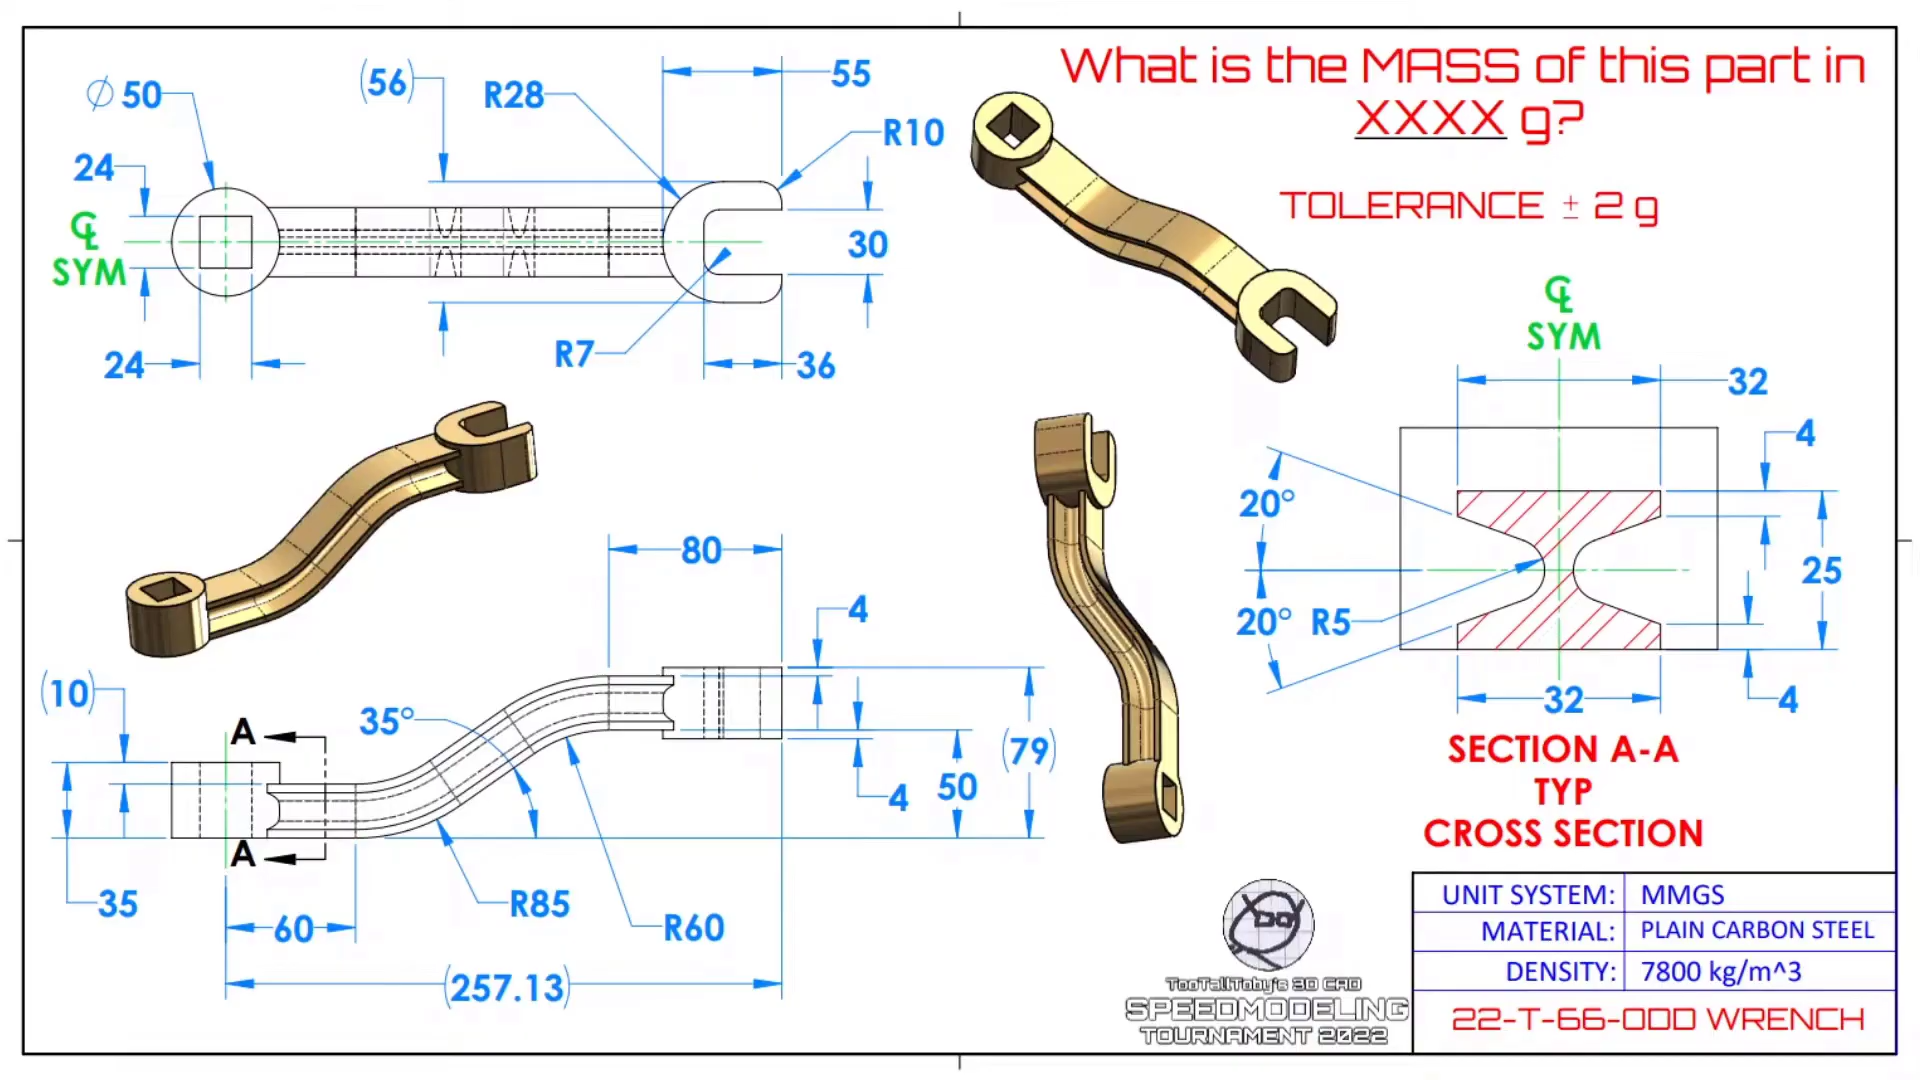 What is the MASS of this part in
XXXX g?
TOLERANCE ± 2 g
∅ 50
(56)
R28
55
R10
24
℄
SYM
30
24
R7
36
℄
SYM
32
4
20°
25
20°
R5
32
4
SECTION A-A
TYP
CROSS SECTION
80
4
(10)
A
35°
(79)
50
4
A
35
R85
60
R60
(257.13)
TooTallToby's 3D CAD
SPEEDMODELING
TOURNAMENT 2022
UNIT SYSTEM: MMGS
MATERIAL: PLAIN CARBON STEEL
DENSITY: 7800 kg/m^3
22-T-66-ODD WRENCH